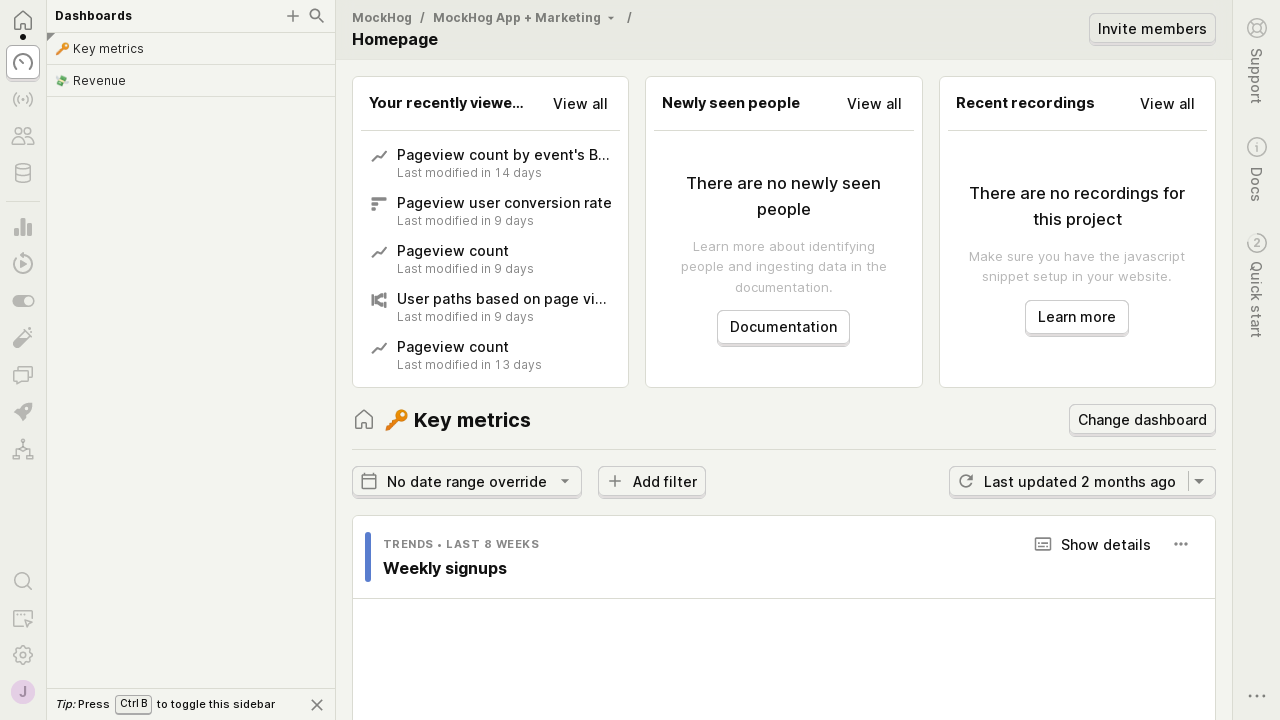 Dashboards
🔑 Key metrics
💸 Revenue
Tip: Press Ctrl B to toggle this sidebar
J
MockHog / MockHog App + Marketing /
Homepage
Invite members
Your recently viewe...
View all
Pageview count by event's B...
Last modified in 14 days
Pageview user conversion rate
Last modified in 9 days
Pageview count
Last modified in 9 days
User paths based on page vi...
Last modified in 9 days
Pageview count
Last modified in 13 days
Newly seen people
View all
There are no newly seen
people
Learn more about identifying
people and ingesting data in the
documentation.
Documentation
Recent recordings
View all
There are no recordings for
this project
Make sure you have the javascript
snippet setup in your website.
Learn more
🔑 Key metrics
Change dashboard
No date range override
Add filter
Last updated 2 months ago
TRENDS • LAST 8 WEEKS
Weekly signups
Show details
Support
Docs
2
Quick start